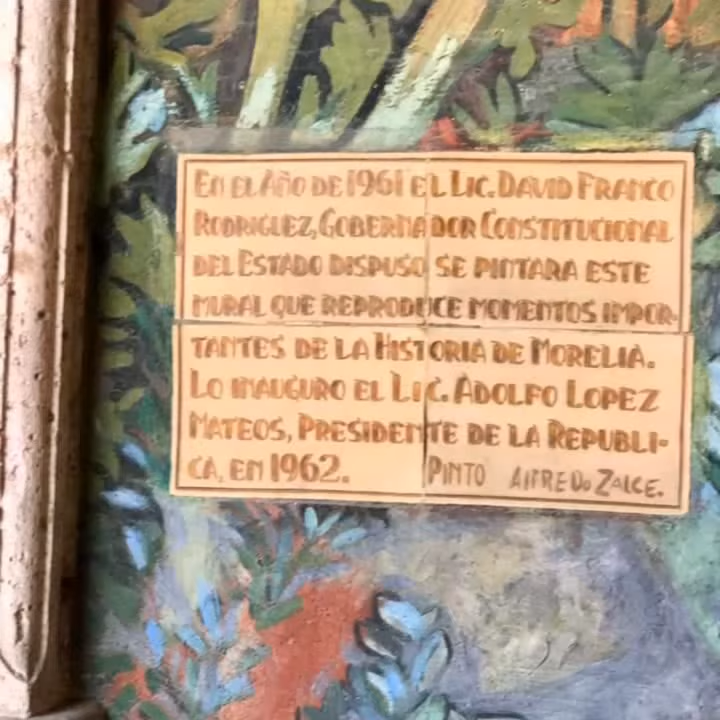 En el Año de 1961 el Lic. David Franco
Rodriguez, Gobernador Constitucional
del Estado dispuso se pintara este
mural que reproduce momentos impor-
tantes de la Historia de Morelia.
Lo inauguro el Lic. Adolfo Lopez
Mateos, Presidente de la Republi-
ca, en 1962. Pinto Alfredo Zalce.